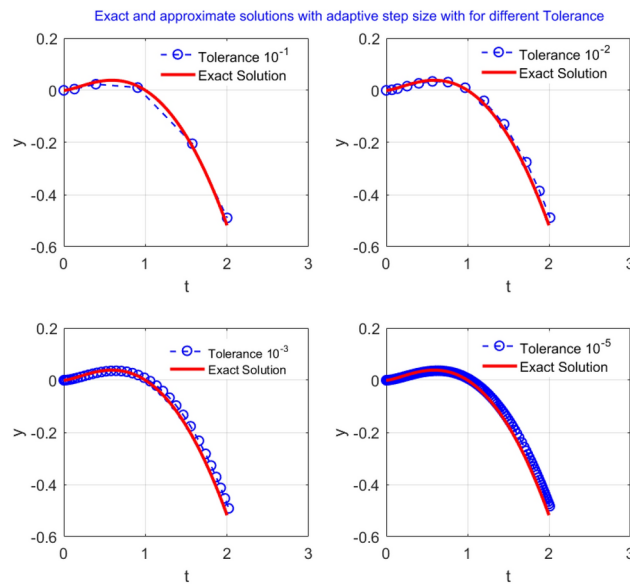 Exact and approximate solutions with adaptive step size with for different Tolerance
0.2
0
-0.2
-0.4
-0.6
y
0 1 2 3
t
Tolerance 10⁻¹
Exact Solution
0.2
0
-0.2
-0.4
-0.6
y
0 1 2 3
t
Tolerance 10⁻²
Exact Solution
0.2
0
-0.2
-0.4
-0.6
y
0 1 2 3
t
Tolerance 10⁻³
Exact Solution
0.2
0
-0.2
-0.4
-0.6
y
0 1 2 3
t
Tolerance 10⁻⁵
Exact Solution